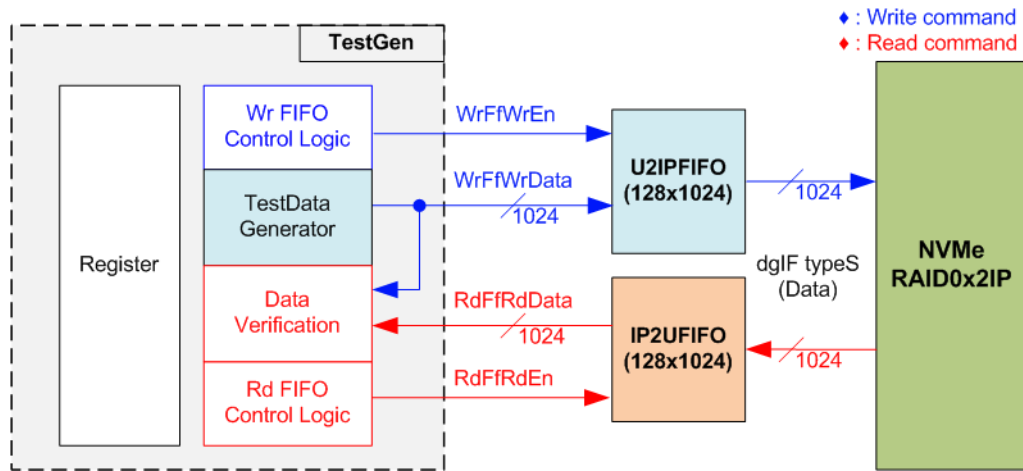 ♦ : Write command
♦ : Read command
TestGen
Register
Wr FIFO
Control Logic
TestData
Generator
Data
Verification
Rd FIFO
Control Logic
WrFfWrEn
WrFfWrData
1024
RdFfRdData
1024
RdFfRdEn
U2IPFIFO
(128x1024)
IP2UFIFO
(128x1024)
1024
dgIF typeS
(Data)
1024
NVMe
RAID0x2IP